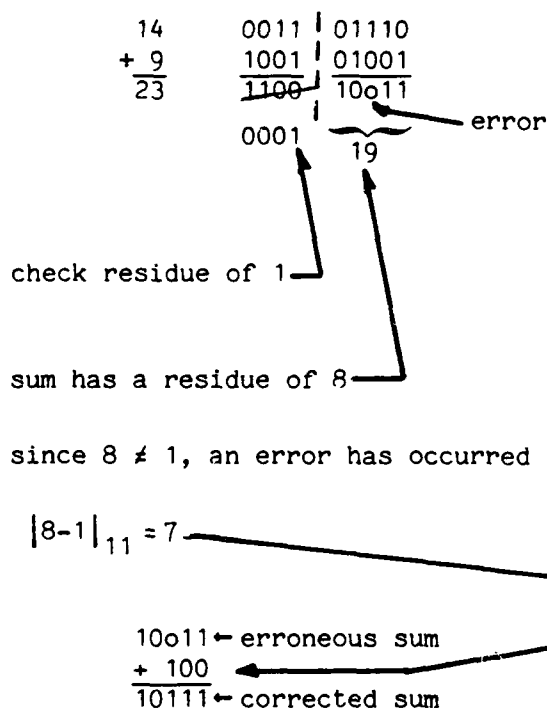 14 0011 01110
+ 9 1001 01001
23 1100 10o11
error
0001 19
check residue of 1
sum has a residue of 8
since 8 ≠ 1, an error has occurred
|8-1|11 = 7
10o11 ← erroneous sum
+ 100
10111 ← corrected sum